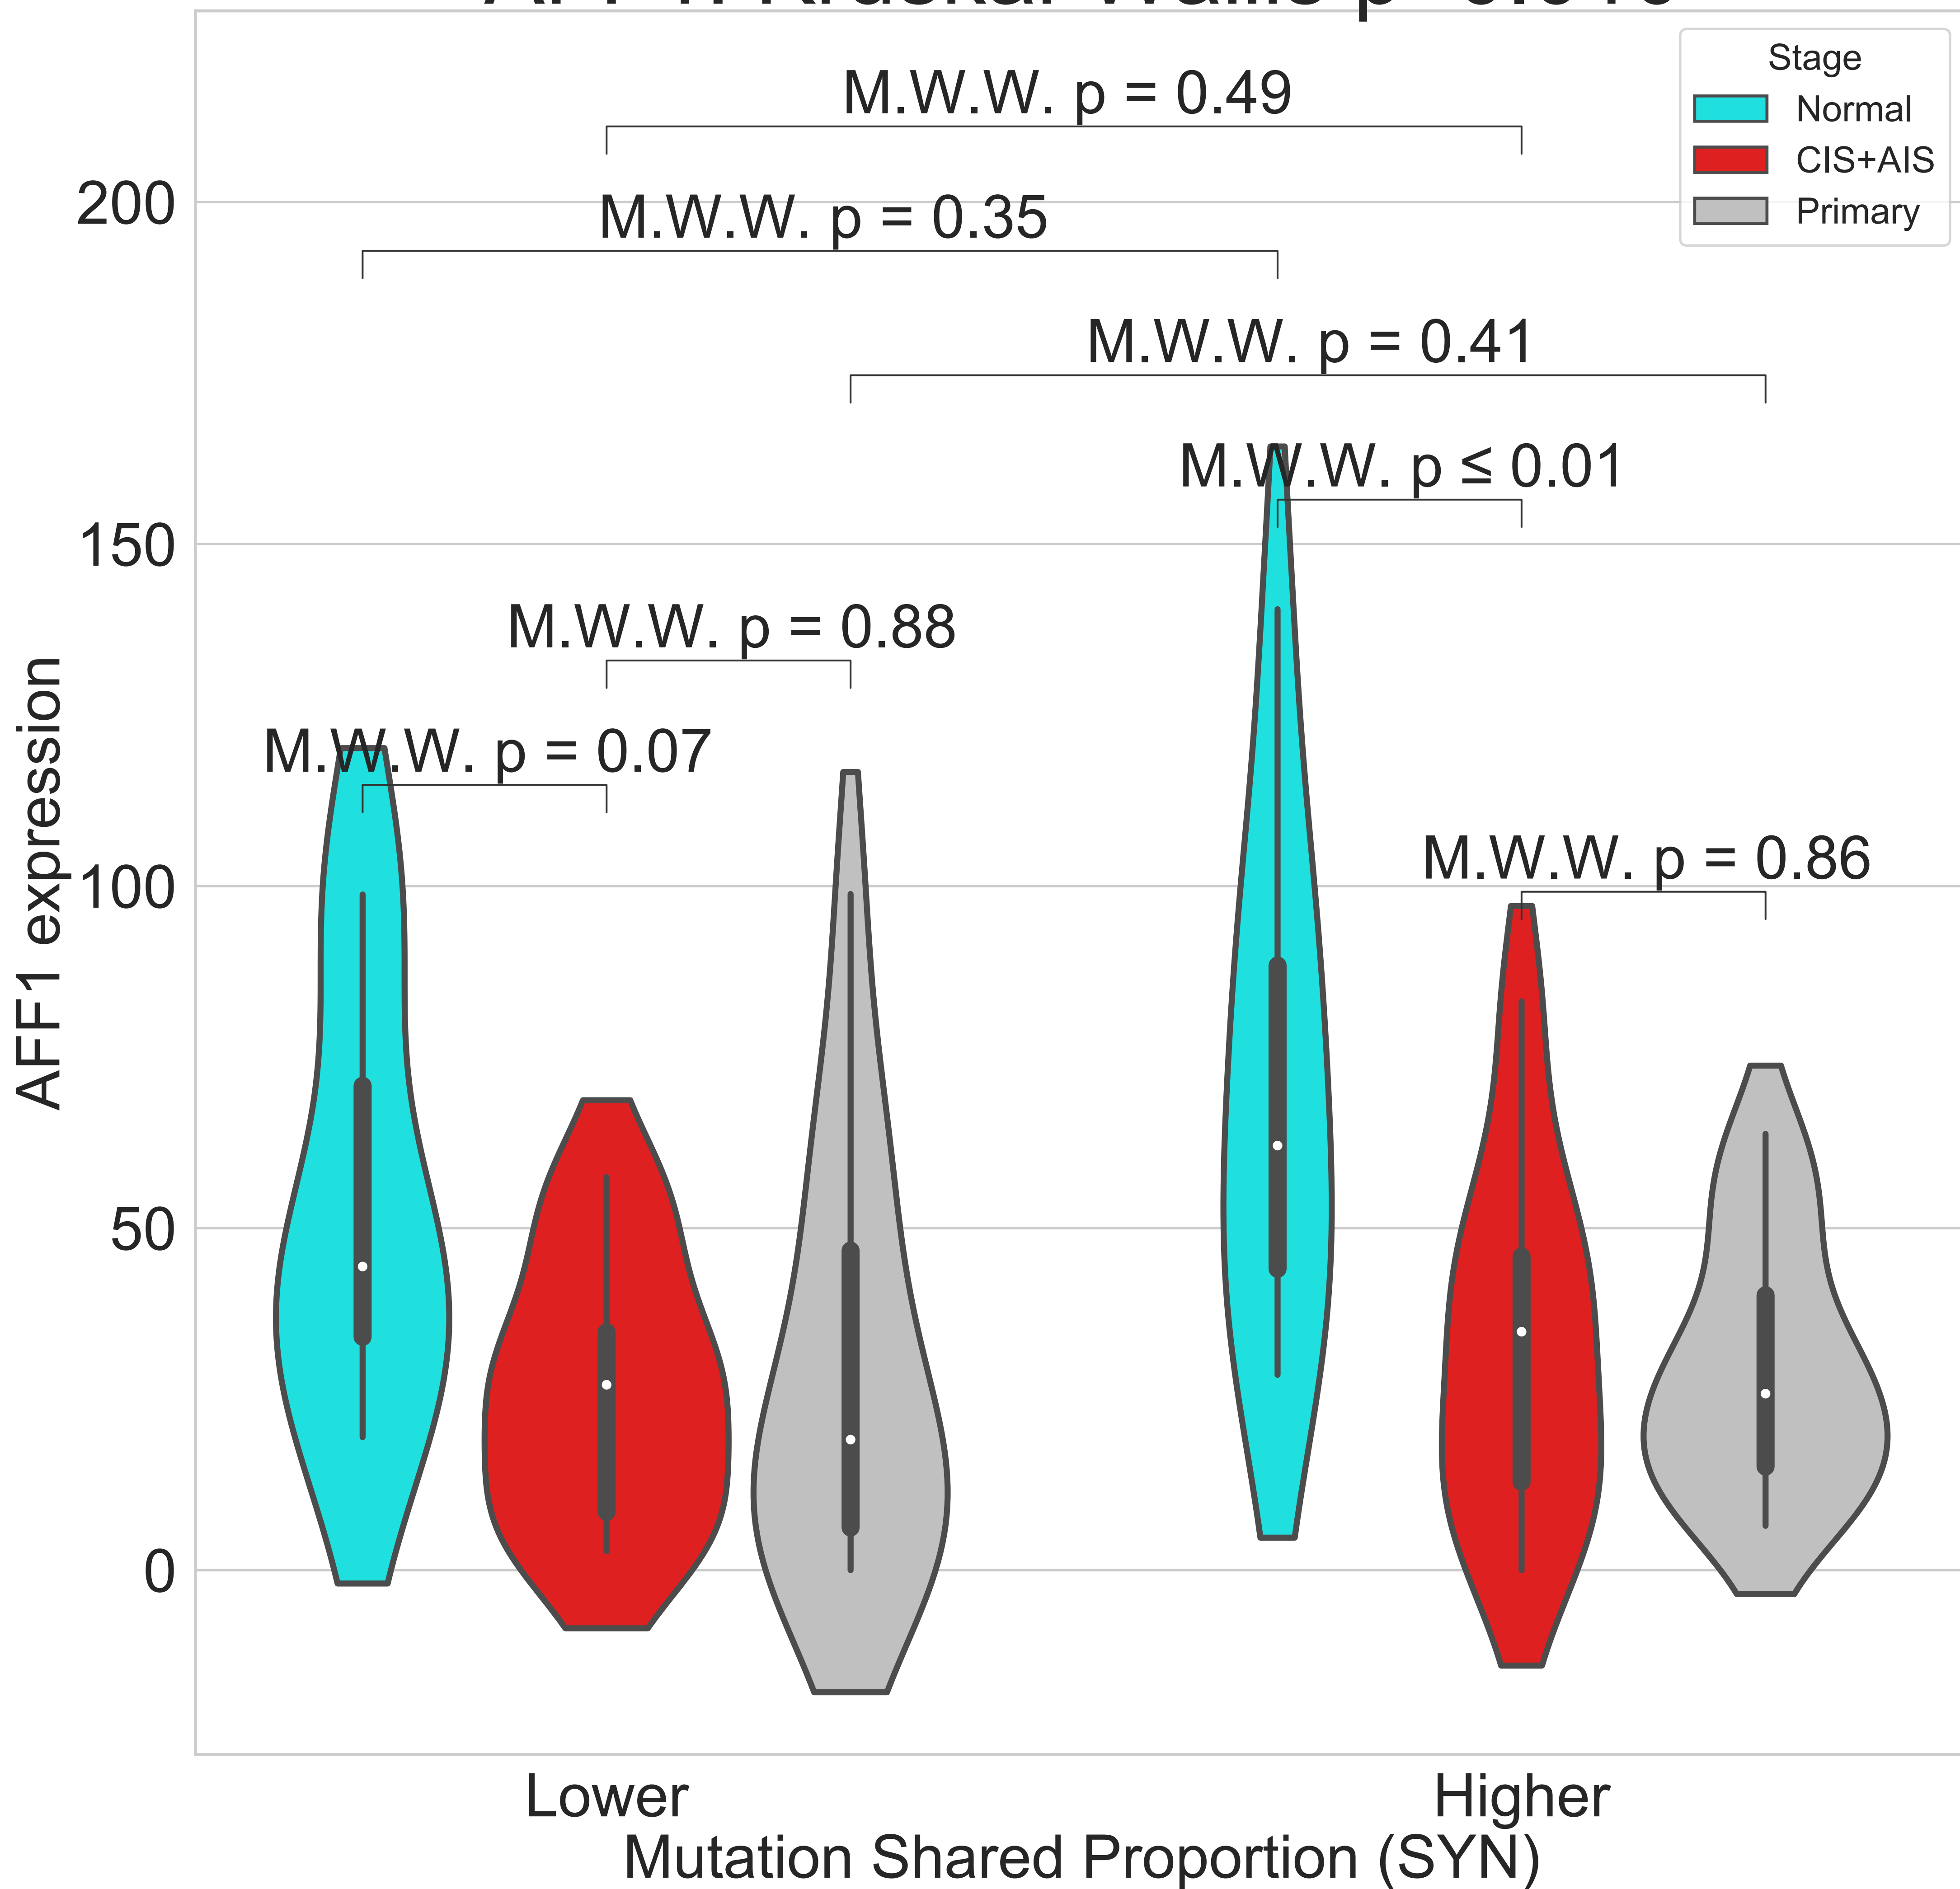 Stage
Normal
CIS+AIS
Primary
M.W.W. p = 0.49
M.W.W. p = 0.35
M.W.W. p = 0.41
M.W.W. p ≤ 0.01
M.W.W. p = 0.88
M.W.W. p = 0.07
M.W.W. p = 0.86
AFF1 expression
200
150
100
50
0
Lower
Higher
Mutation Shared Proportion (SYN)